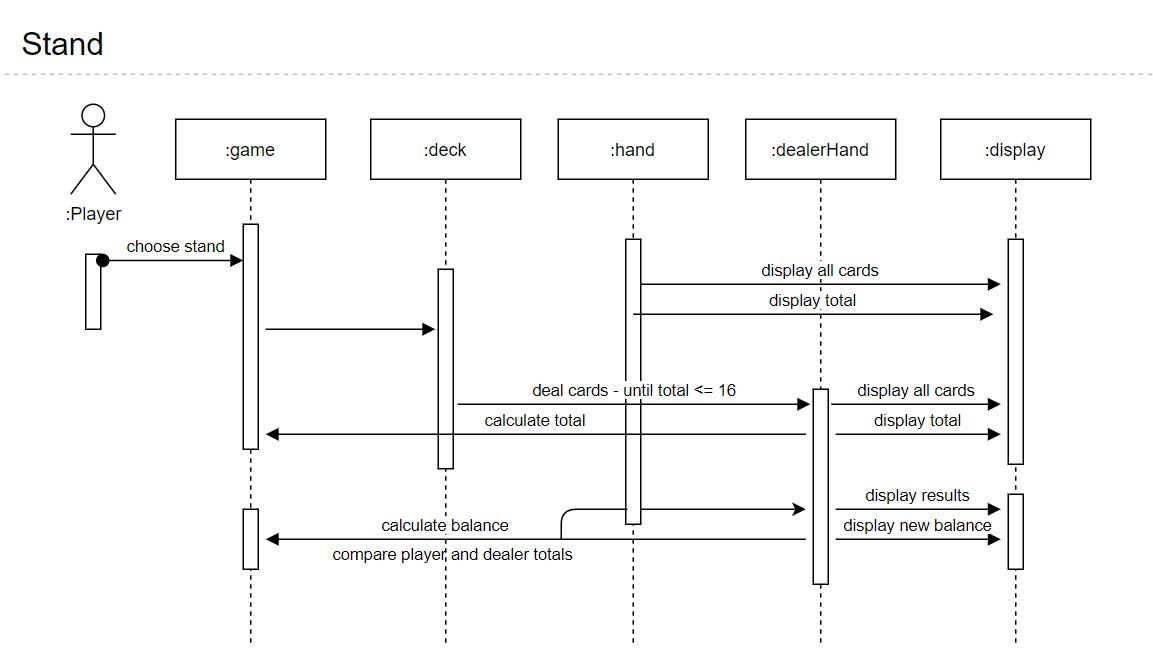 Stand
:game
:deck
:hand
:dealerHand
:display
:Player
choose stand
display all cards
display total
deal cards - until total <= 16
display all cards
calculate total
display total
display results
calculate balance
display new balance
compare player and dealer totals